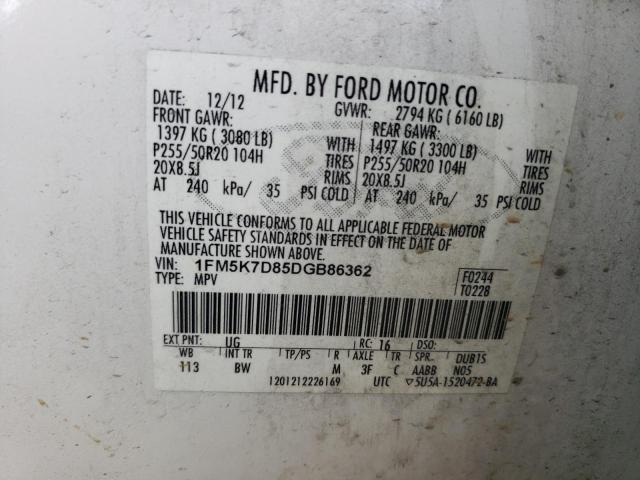 MFD. BY FORD MOTOR CO.
DATE: 12/12 GVWR: 2794 KG ( 6160 LB)
FRONT GAWR: REAR GAWR:
1397 KG ( 3080 LB) 1497 KG ( 3300 LB)
P255/50R20 104H WITH TIRES P255/50R20 104H WITH TIRES
20X8.5J RIMS 20X8.5J RIMS
AT 240 kPa/ 35 PSI COLD AT 240 kPa/ 35 PSI COLD
THIS VEHICLE CONFORMS TO ALL APPLICABLE FEDERAL MOTOR
VEHICLE SAFETY STANDARDS IN EFFECT ON THE DATE OF
MANUFACTURE SHOWN ABOVE.
VIN: 1FM5K7D85DGB86362 F0244
TYPE: MPV T0228
EXT PNT: UG RC: 16 DSO:
WB INT TR TP/PS R AXLE TR SPR DUB1S
113 BW M 3F C AABB N05
1201212226169 UTC ▽5U5A-1520472-BA